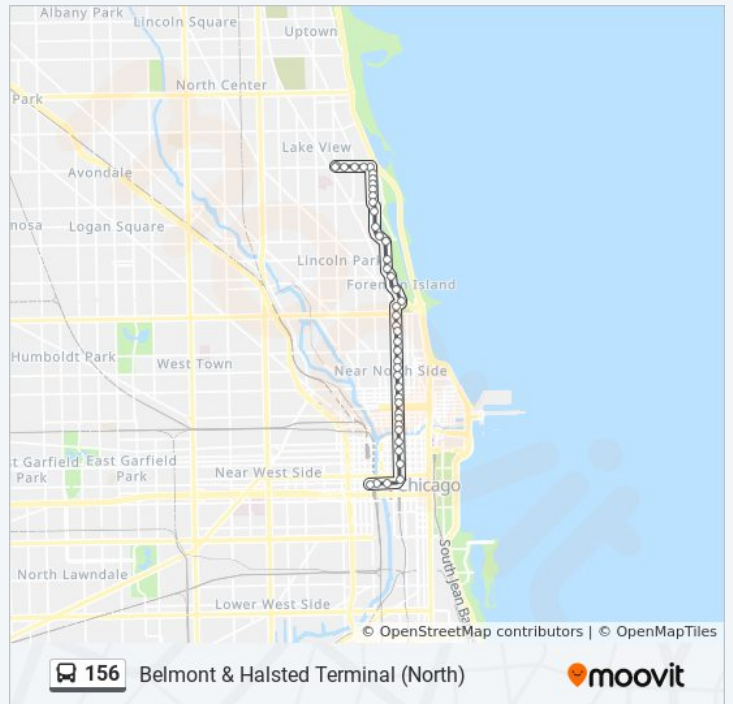 Albany Park
Lincoln Square
Uptown
North Center
Park
Lake View
Avondale
mosa
Logan Square
Lincoln Park
Foreman Island
Humboldt Park
West Town
Near North Side
st Garfield
Park
East Garfield
Park
Near West Side
Chicago
North Lawndale
South Jean Ba
Lower West Side
© OpenStreetMap contributors | © OpenMapTiles
156 Belmont & Halsted Terminal (North)
moovit